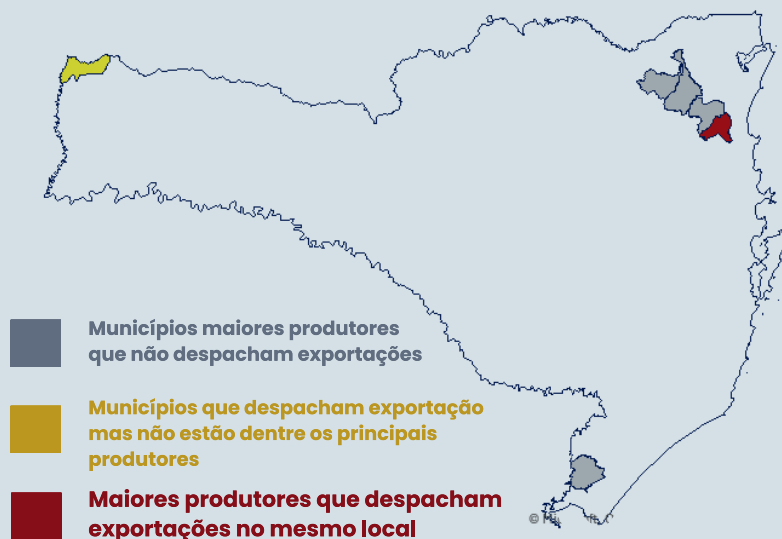 Municípios maiores produtores
que não despacham exportações
Municípios que despacham exportação
mas não estão dentre os principais
produtores
Maiores produtores que despacham
exportações no mesmo local
©